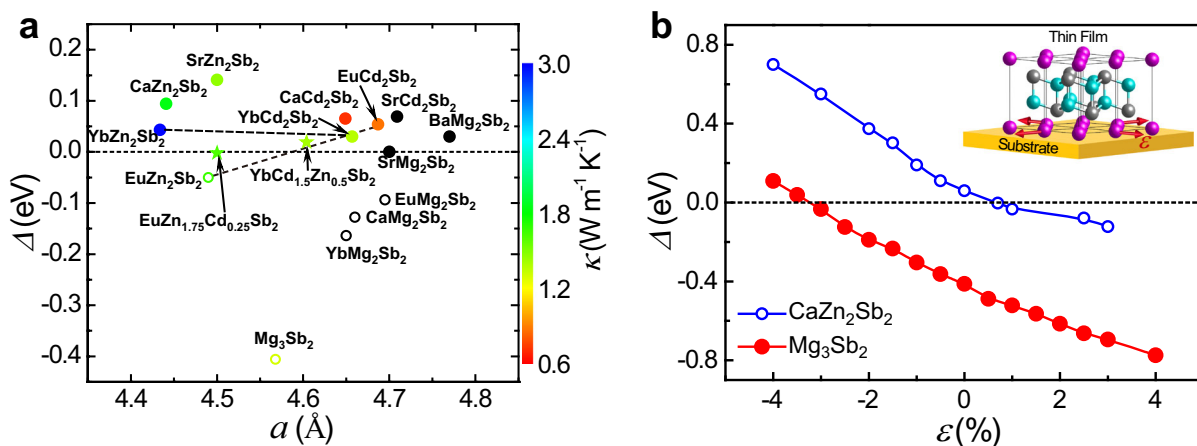 a
0.2
0.1
0.0
-0.1
-0.2
-0.3
-0.4
Δ (eV)
4.4 4.5 4.6 4.7 4.8
a (Å)
SrZn₂Sb₂
CaZn₂Sb₂
YbZn₂Sb₂
EuZn₂Sb₂
EuZn₁.₇₅Cd₀.₂₅Sb₂
EuCd₂Sb₂
CaCd₂Sb₂
SrCd₂Sb₂
YbCd₂Sb₂
BaMg₂Sb₂
SrMg₂Sb₂
YbCd₁.₅Zn₀.₅Sb₂
EuMg₂Sb₂
CaMg₂Sb₂
YbMg₂Sb₂
Mg₃Sb₂
3.0
2.4
1.8
1.2
0.6
κ (W m⁻¹ K⁻¹)
b
0.8
0.4
0.0
-0.4
-0.8
Δ (eV)
-4 -2 0 2 4
ε (%)
Thin Film
Substrate
ε
CaZn₂Sb₂
Mg₃Sb₂